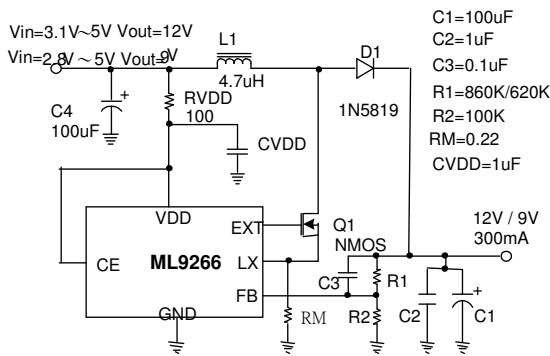 Vin=3.1V～5V Vout=12V
Vin=2.8V～5V Vout=9V
L1
4.7uH
D1
1N5819
C1=100uF
C2=1uF
C3=0.1uF
R1=860K/620K
R2=100K
RM=0.22
CVDD=1uF
C4
100uF
+
RVDD
100
CVDD
VDD
EXT
Q1
NMOS
12V / 9V
300mA
CE
ML9266
LX
FB
GND
C3
R1
RM
R2
C2
+
C1